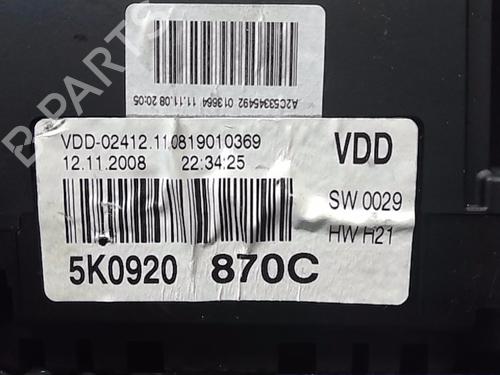 A2C53345492 013664 11.11.08 20:05
VDD-02412.110819010369
12.11.2008 22:34:25
VDD
SW 0029
HW H21
5K0920 870C
B-PARTS